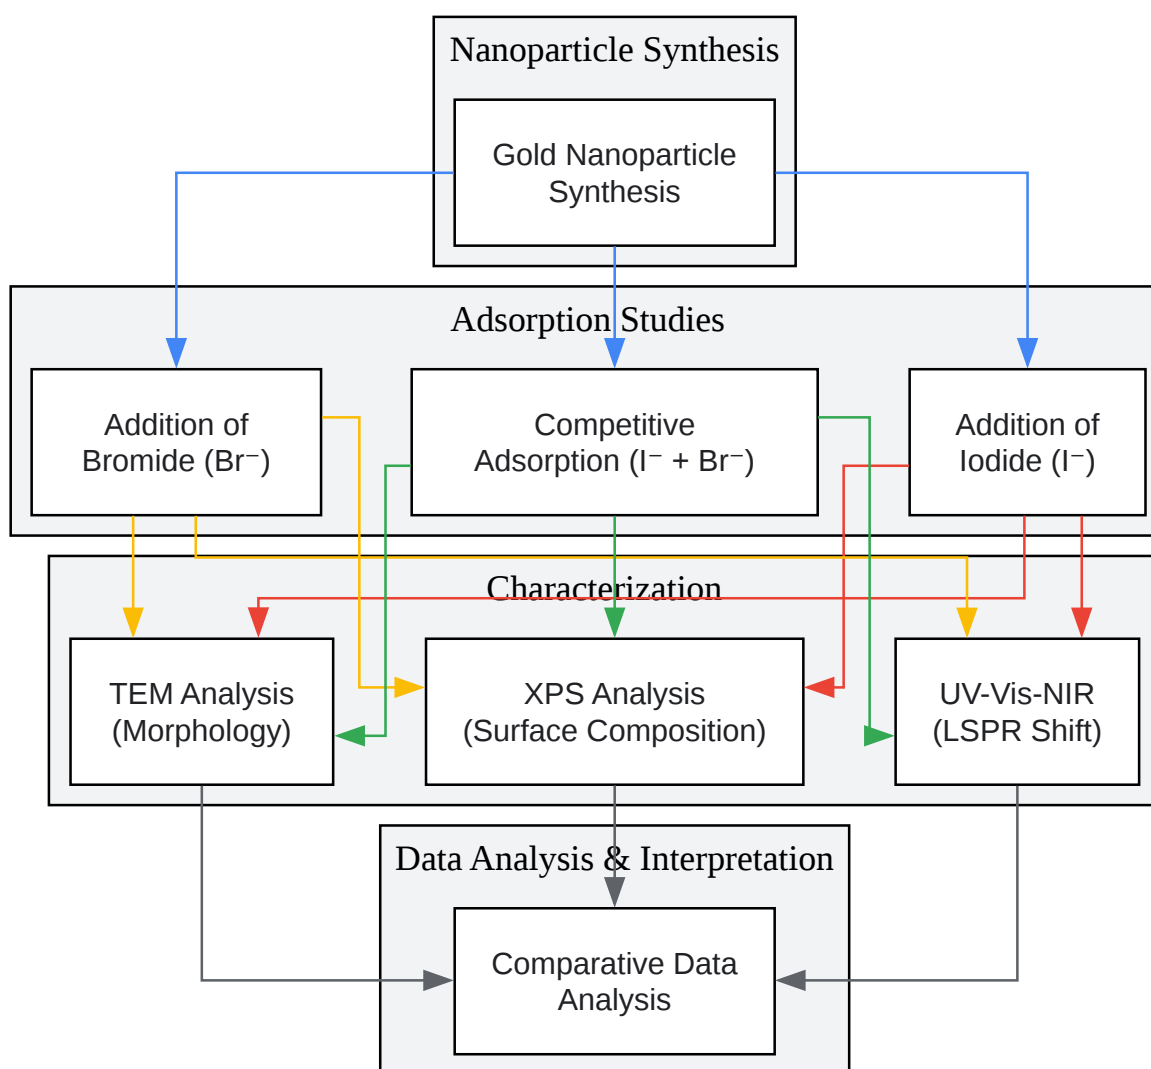 Nanoparticle Synthesis
Gold Nanoparticle
Synthesis
Adsorption Studies
Addition of
Bromide (Br⁻)
Competitive
Adsorption (I⁻ + Br⁻)
Addition of
Iodide (I⁻)
Characterization
TEM Analysis
(Morphology)
XPS Analysis
(Surface Composition)
UV-Vis-NIR
(LSPR Shift)
Data Analysis & Interpretation
Comparative Data
Analysis